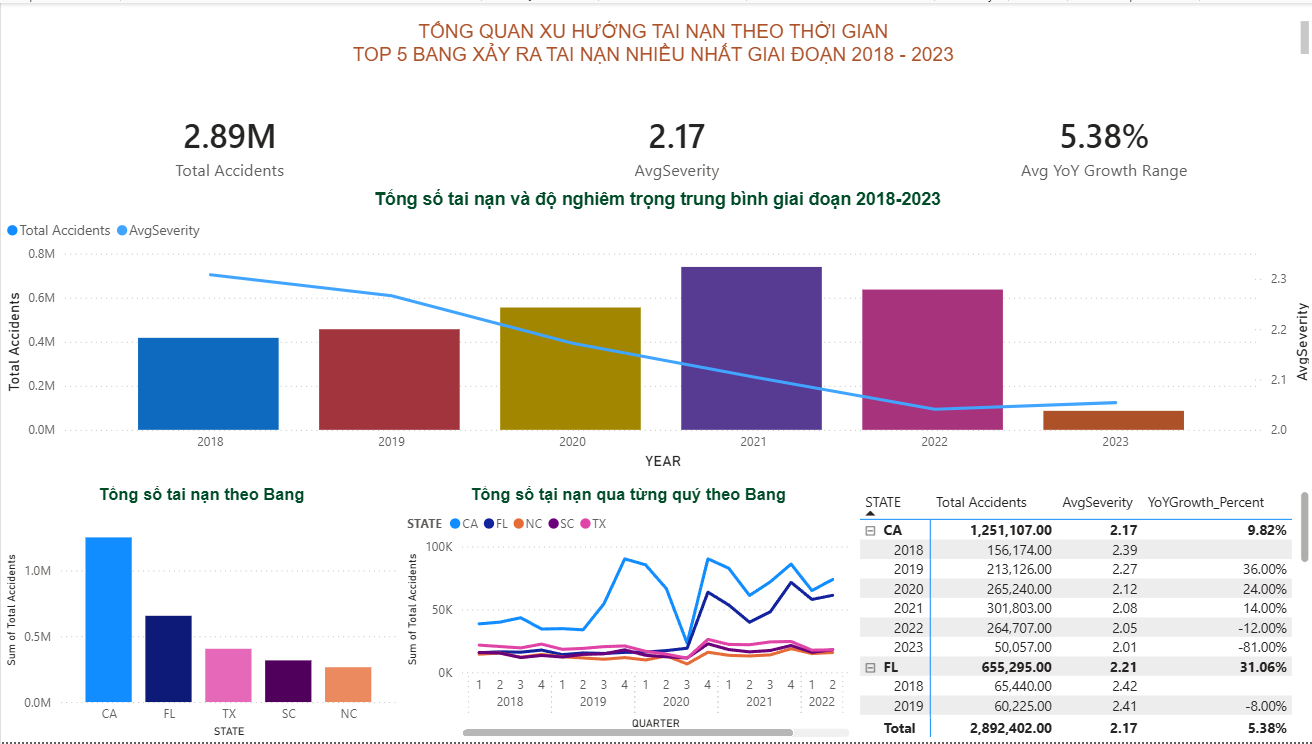 TỔNG QUAN XU HƯỚNG TAI NẠN THEO THỜI GIAN
TOP 5 BANG XẢY RA TAI NẠN NHIỀU NHẤT GIAI ĐOẠN 2018 - 2023
2.89M
Total Accidents
2.17
AvgSeverity
5.38%
Avg YoY Growth Range
Tổng số tai nạn và độ nghiêm trọng trung bình giai đoạn 2018-2023
Total Accidents AvgSeverity
Total Accidents
0.8M
0.6M
0.4M
0.2M
0.0M
2.3
2.2
2.1
2.0
AvgSeverity
2018 2019 2020 2021 2022 2023
YEAR
Tổng số tai nạn theo Bang
Sum of Total Accidents
1.0M
0.5M
0.0M
CA FL TX SC NC
STATE
Tổng số tại nạn qua từng quý theo Bang
STATE CA FL NC SC TX
Sum of Total Accidents
100K
50K
0K
1 2 3 4 1 2 3 4 1 2 3 4 1 2 3 4 1 2
2018 2019 2020 2021 2022
QUARTER
STATE Total Accidents AvgSeverity YoYGrowth_Percent
CA 1,251,107.00 2.17 9.82%
2018 156,174.00 2.39
2019 213,126.00 2.27 36.00%
2020 265,240.00 2.12 24.00%
2021 301,803.00 2.08 14.00%
2022 264,707.00 2.05 -12.00%
2023 50,057.00 2.01 -81.00%
FL 655,295.00 2.21 31.06%
2018 65,440.00 2.42
2019 60,225.00 2.41 -8.00%
Total 2,892,402.00 2.17 5.38%